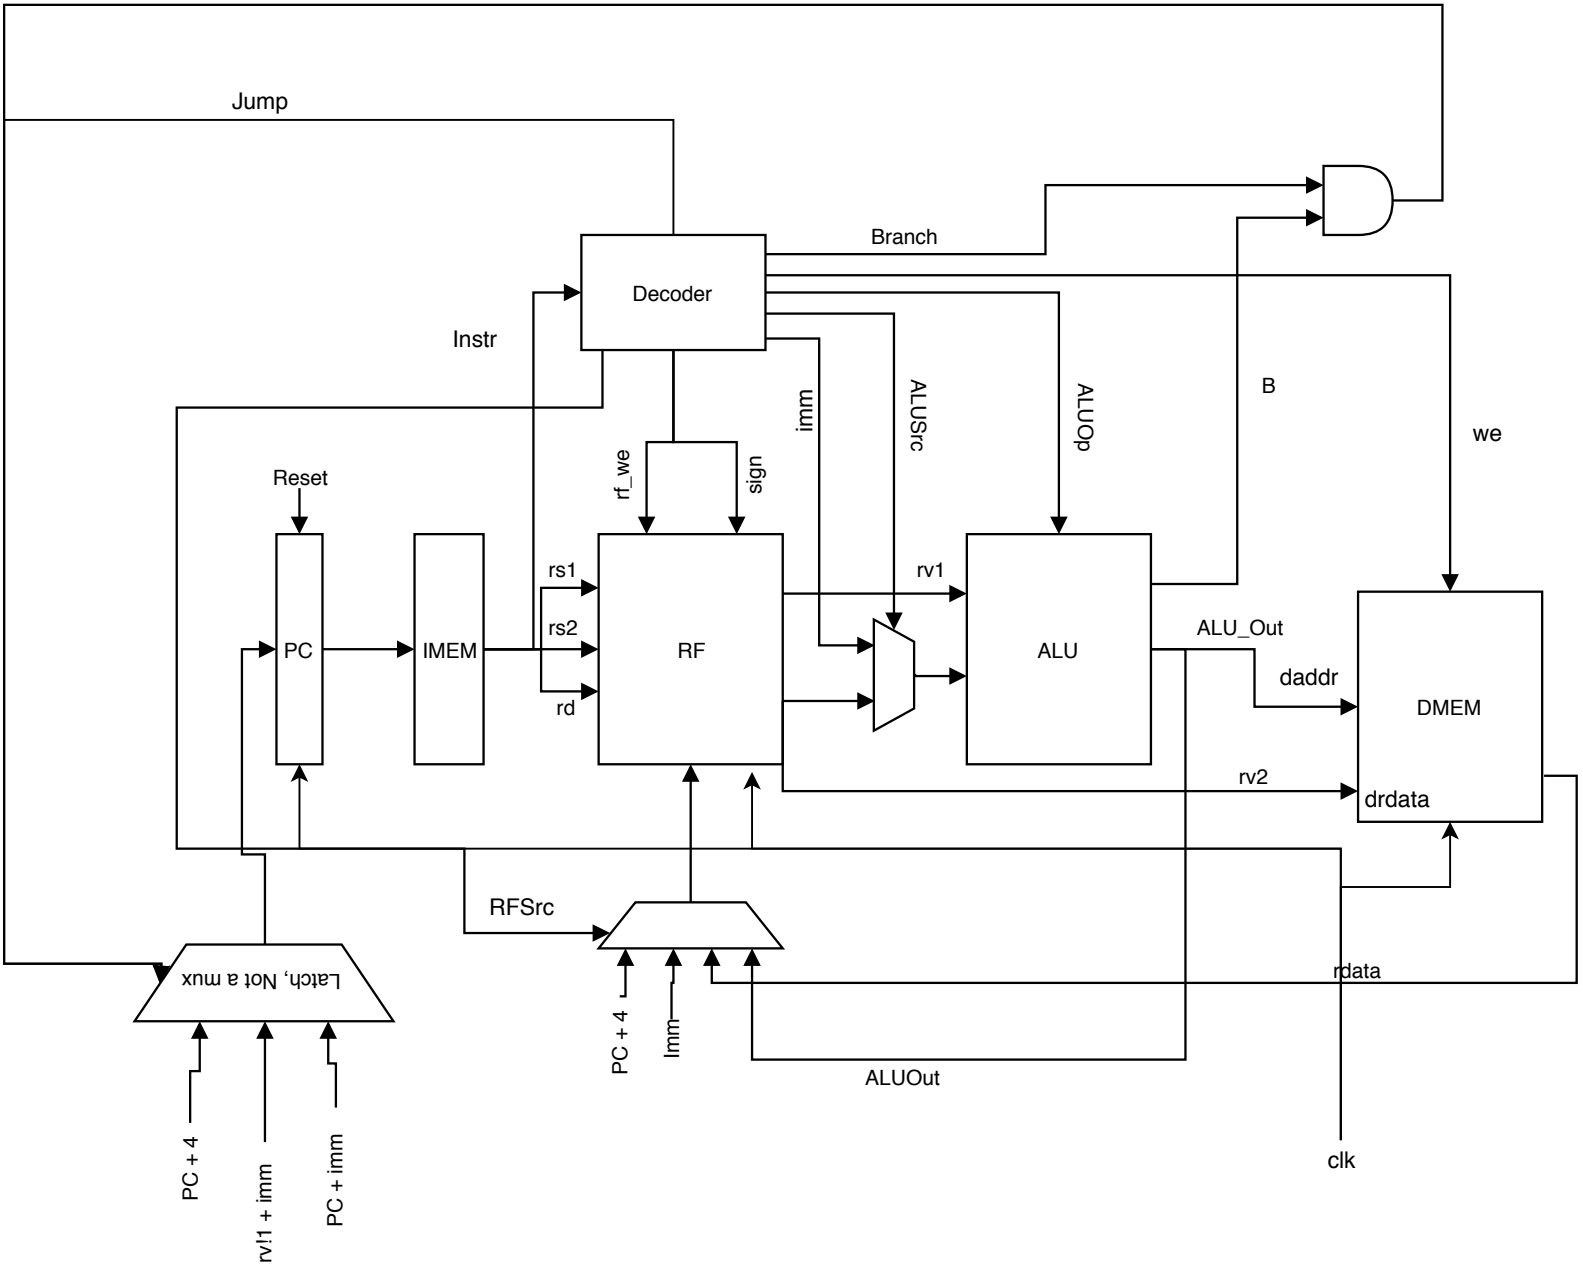 Jump
Branch
Decoder
Instr
imm
ALUSrc
ALUOp
B
we
Reset
rf_we
sign
rs1
rv1
rs2
ALU_Out
PC
IMEM
RF
ALU
daddr
rd
DMEM
rv2
drdata
RFSrc
Latch, Not a mux
rdata
PC + 4
Imm
ALUOut
PC + 4
rv!1 + imm
PC + imm
clk